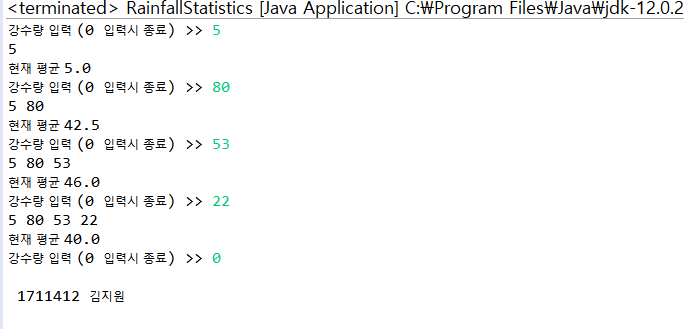 <terminated> RainfallStatistics [Java Application] C:₩Program Files₩Java₩jdk-12.0.2
강수량 입력 (0 입력시 종료) >> 5
5
현재 평균 5.0
강수량 입력 (0 입력시 종료) >> 80
5 80
현재 평균 42.5
강수량 입력 (0 입력시 종료) >> 53
5 80 53
현재 평균 46.0
강수량 입력 (0 입력시 종료) >> 22
5 80 53 22
현재 평균 40.0
강수량 입력 (0 입력시 종료) >> 0
1711412 김지원